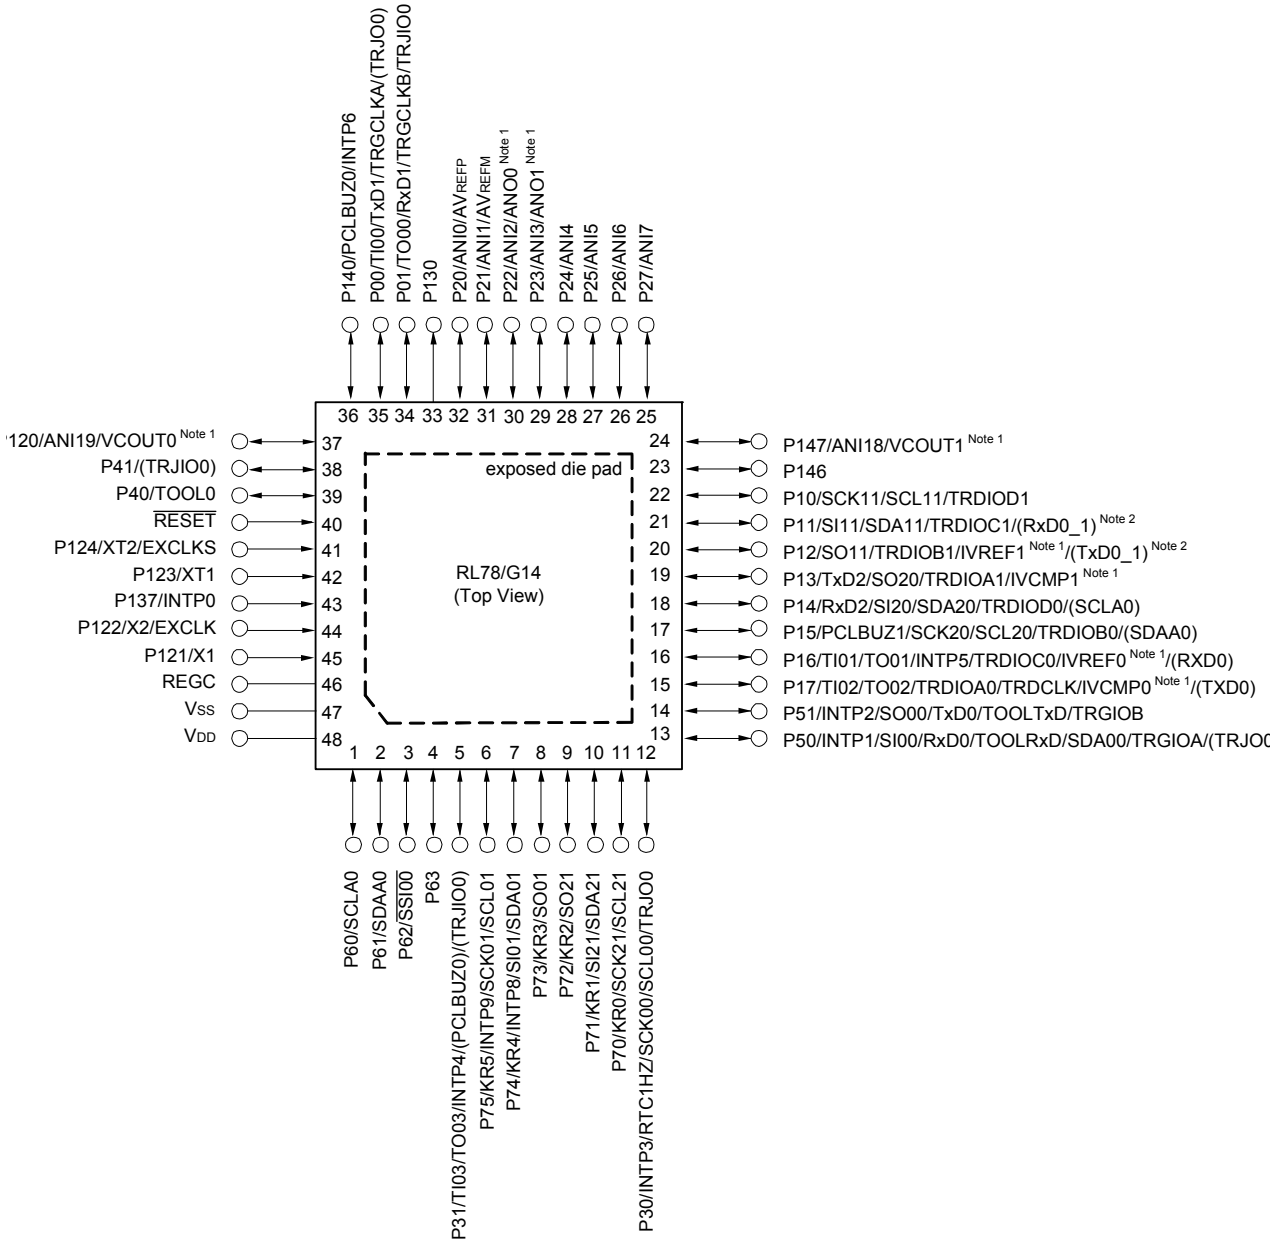 P140/PCLBUZ0/INTP6
P00/TI00/TxD1/TRGCLKA/(TRJO0)
P01/TO00/RxD1/TRGCLKB/TRJIO0
P130
P20/ANI0/AVREFP
P21/ANI1/AVREFM
P22/ANI2/ANO0 Note 1
P23/ANI3/ANO1 Note 1
P24/ANI4
P25/ANI5
P26/ANI6
P27/ANI7
36 35 34 33 32 31 30 29 28 27 26 25
120/ANI19/VCOUT0 Note 1 37
P41/(TRJIO0) 38
P40/TOOL0 39
RESET 40
P124/XT2/EXCLKS 41
P123/XT1 42
P137/INTP0 43
P122/X2/EXCLK 44
P121/X1 45
REGC 46
VSS 47
VDD 48
exposed die pad
RL78/G14
(Top View)
24 P147/ANI18/VCOUT1 Note 1
23 P146
22 P10/SCK11/SCL11/TRDIOD1
21 P11/SI11/SDA11/TRDIOC1/(RxD0_1) Note 2
20 P12/SO11/TRDIOB1/IVREF1 Note 1/(TxD0_1) Note 2
19 P13/TxD2/SO20/TRDIOA1/IVCMP1 Note 1
18 P14/RxD2/SI20/SDA20/TRDIOD0/(SCLA0)
17 P15/PCLBUZ1/SCK20/SCL20/TRDIOB0/(SDAA0)
16 P16/TI01/TO01/INTP5/TRDIOC0/IVREF0 Note 1/(RXD0)
15 P17/TI02/TO02/TRDIOA0/TRDCLK/IVCMP0 Note 1/(TXD0)
14 P51/INTP2/SO00/TxD0/TOOLTxD/TRGIOB
13 P50/INTP1/SI00/RxD0/TOOLRxD/SDA00/TRGIOA/(TRJO0
1 2 3 4 5 6 7 8 9 10 11 12
P60/SCLA0
P61/SDAA0
P62/SSI00
P63
P31/TI03/TO03/INTP4/(PCLBUZ0)/(TRJIO0)
P75/KR5/INTP9/SCK01/SCL01
P74/KR4/INTP8/SI01/SDA01
P73/KR3/SO01
P72/KR2/SO21
P71/KR1/SI21/SDA21
P70/KR0/SCK21/SCL21
P30/INTP3/RTC1HZ/SCK00/SCL00/TRJO0